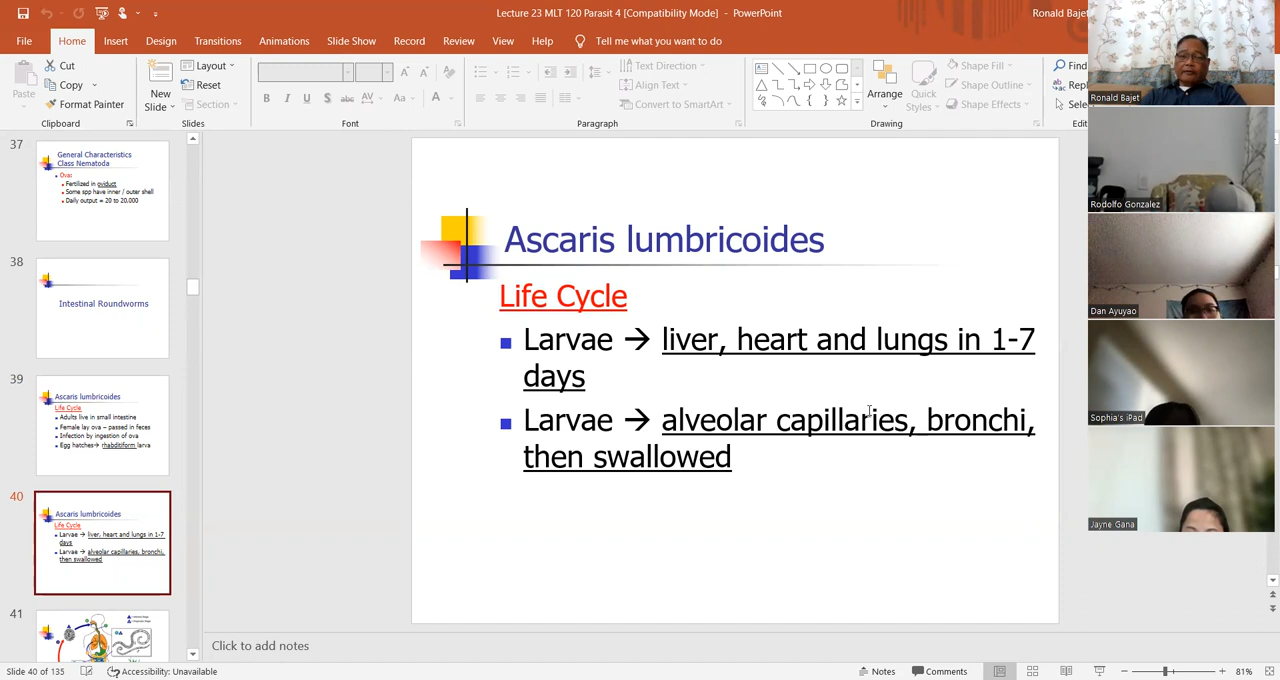 Lecture 23 MLT 120 Parasit 4 [Compatibility Mode] - PowerPoint
Ronald Bajet
File Home Insert Design Transitions Animations Slide Show Record Review View Help Tell me what you want to do
Paste
Cut
Copy
Format Painter
Clipboard
New Slide
Layout
Reset
Section
Slides
B I U S abc AV Aa A
Font
Text Direction
Align Text
Convert to SmartArt
Paragraph
Arrange
Quick Styles
Shape Fill
Shape Outline
Shape Effects
Drawing
Find
Repl
Sele
Edit
Ronald Bajet
Rodolfo Gonzalez
Dan Ayuyao
Sophia's iPad
Jayne Gana
37
General Characteristics
Class Nematoda
Ova:
Fertilized in oviduct
Some spp have inner / outer shell
Daily output = 20 to 20,000
38
Intestinal Roundworms
39
Ascaris lumbricoides
Life Cycle
Adults live in small intestine
Female lay ova – passed in feces
Infection by ingestion of ova
Egg hatches→ rhabditiform larva
40
Ascaris lumbricoides
Life Cycle
Larvae → liver, heart and lungs in 1-7
days
Larvae → alveolar capillaries, bronchi,
then swallowed
41
Ascaris lumbricoides
Life Cycle
Larvae → liver, heart and lungs in 1-7
days
Larvae → alveolar capillaries, bronchi,
then swallowed
Click to add notes
Slide 40 of 135 Accessibility: Unavailable Notes Comments 81%